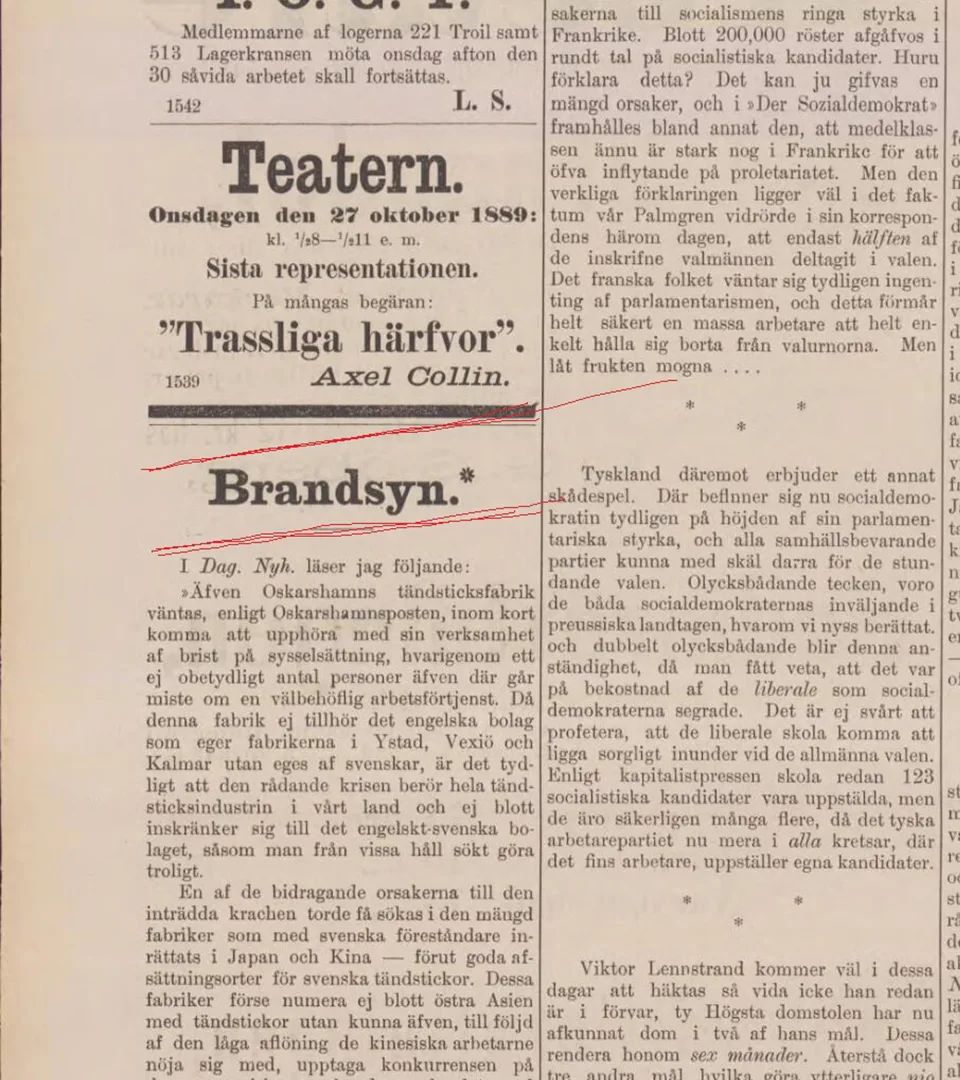 I. O. G. T.
Medlemmarne af logerna 221 Troil samt
513 Lagerkransen möta onsdag afton den
30 såvida arbetet skall fortsättas.
1542 L. S.
Teatern.
Onsdagen den 27 oktober 1889:
kl. ½8—½11 e. m.
Sista representationen.
På mångas begäran:
”Trassliga härfvor”.
1539 Axel Collin.
Brandsyn.*
I Dag. Nyh. läser jag följande:
»Äfven Oskarshamns tändsticksfabrik
väntas, enligt Oskarshamnsposten, inom kort
komma att upphöra med sin verksamhet
af brist på sysselsättning, hvarigenom ett
ej obetydligt antal personer äfven där går
miste om en välbehöflig arbetsförtjenst. Då
denna fabrik ej tillhör det engelska bolag
som eger fabrikerna i Ystad, Vexiö och
Kalmar utan eges af svenskar, är det tyd-
ligt att den rådande krisen berör hela tänd-
sticksindustrin i vårt land och ej blott
inskränker sig till det engelskt-svenska bo-
laget, såsom man från vissa håll sökt göra
troligt.
En af de bidragande orsakerna till den
inträdda krachen torde få sökas i den mängd
fabriker som med svenska föreståndare in-
rättats i Japan och Kina — förut goda af-
sättningsorter för svenska tändstickor. Dessa
fabriker förse numera ej blott östra Asien
med tändstickor utan kunna äfven, till följd
af den låga aflöning de kinesiska arbetarne
nöja sig med, upptaga konkurrensen på
sakerna till socialismens ringa styrka i
Frankrike. Blott 200,000 röster afgåfvos i
rundt tal på socialistiska kandidater. Huru
förklara detta? Det kan ju gifvas en
mängd orsaker, och i »Der Sozialdemokrat»
framhålles bland annat den, att medelklas-
sen ännu är stark nog i Frankrike för att
öfva inflytande på proletariatet. Men den
verkliga förklaringen ligger väl i det fak-
tum vår Palmgren vidrörde i sin korrespon-
dens härom dagen, att endast hälften af
de inskrifne valmännen deltagit i valen.
Det franska folket väntar sig tydligen ingen-
ting af parlamentarismen, och detta förmår
helt säkert en massa arbetare att helt en-
kelt hålla sig borta från valurnorna. Men
låt frukten mogna ....
* *
*
Tyskland däremot erbjuder ett annat
skådespel. Där befinner sig nu socialdemo-
kratin tydligen på höjden af sin parlamen-
tariska styrka, och alla samhällsbevarande
partier kunna med skäl darra för de stun-
dande valen. Olycksbådande tecken, voro
de båda socialdemokraternas inväljande i
preussiska landtagen, hvarom vi nyss berättat.
och dubbelt olycksbådande blir denna an-
ständighet, då man fått veta, att det var
på bekostnad af de liberale som social-
demokraterna segrade. Det är ej svårt att
profetera, att de liberale skola komma att
ligga sorgligt inunder vid de allmänna valen.
Enligt kapitalistpressen skola redan 123
socialistiska kandidater vara uppstälda, men
de äro säkerligen många flere, då det tyska
arbetarepartiet nu mera i alla kretsar, där
det fins arbetare, uppställer egna kandidater.
* *
*
Viktor Lennstrand kommer väl i dessa
dagar att häktas så vida icke han redan
är i förvar, ty Högsta domstolen har nu
afkunnat dom i två af hans mål. Dessa
rendera honom sex månader. Återstå dock
tre andra mål hvilka göra ytterligare nio